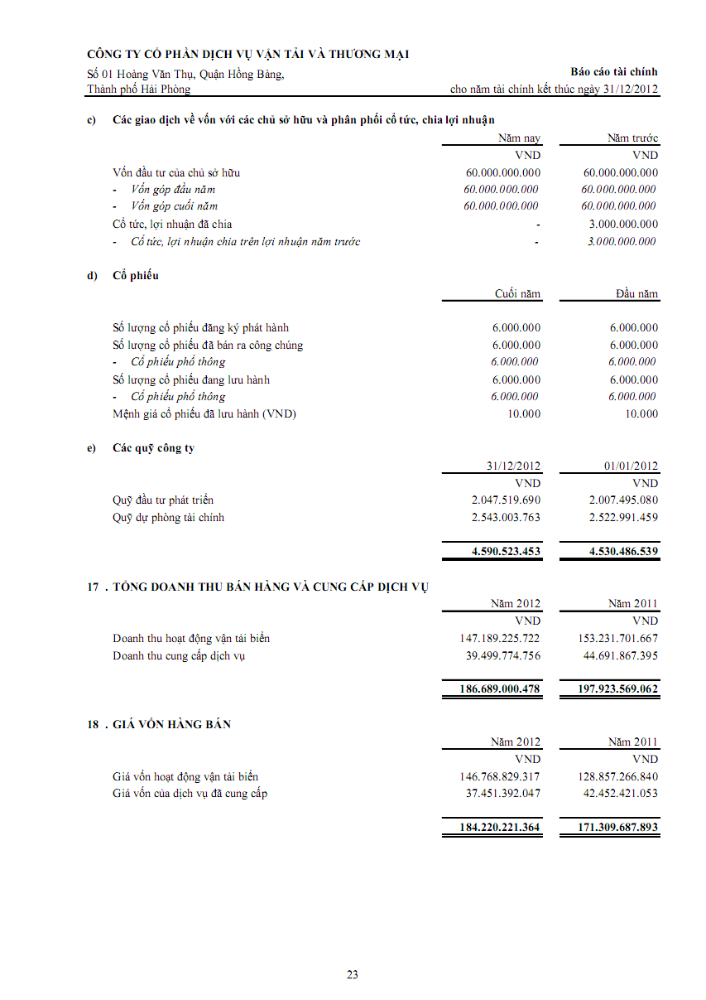 CÔNG TY CỔ PHẦN DỊCH VỤ VẬN TẢI VÀ THƯƠNG MẠI
Số 01 Hoàng Văn Thụ, Quận Hồng Bàng, Báo cáo tài chính
Thành phố Hải Phòng cho năm tài chính kết thúc ngày 31/12/2012
c) Các giao dịch về vốn với các chủ sở hữu và phân phối cổ tức, chia lợi nhuận
Năm nay Năm trước
VND VND
Vốn đầu tư của chủ sở hữu 60.000.000.000 60.000.000.000
- Vốn góp đầu năm 60.000.000.000 60.000.000.000
- Vốn góp cuối năm 60.000.000.000 60.000.000.000
Cổ tức, lợi nhuận đã chia - 3.000.000.000
- Cổ tức, lợi nhuận chia trên lợi nhuận năm trước - 3.000.000.000
d) Cổ phiếu
Cuối năm Đầu năm
Số lượng cổ phiếu đăng ký phát hành 6.000.000 6.000.000
Số lượng cổ phiếu đã bán ra công chúng 6.000.000 6.000.000
- Cổ phiếu phổ thông 6.000.000 6.000.000
Số lượng cổ phiếu đang lưu hành 6.000.000 6.000.000
- Cổ phiếu phổ thông 6.000.000 6.000.000
Mệnh giá cổ phiếu đã lưu hành (VND) 10.000 10.000
e) Các quỹ công ty
31/12/2012 01/01/2012
VND VND
Quỹ đầu tư phát triển 2.047.519.690 2.007.495.080
Quỹ dự phòng tài chính 2.543.003.763 2.522.991.459
4.590.523.453 4.530.486.539
17 . TỔNG DOANH THU BÁN HÀNG VÀ CUNG CẤP DỊCH VỤ
Năm 2012 Năm 2011
VND VND
Doanh thu hoạt động vận tải biển 147.189.225.722 153.231.701.667
Doanh thu cung cấp dịch vụ 39.499.774.756 44.691.867.395
186.689.000.478 197.923.569.062
18 . GIÁ VỐN HÀNG BÁN
Năm 2012 Năm 2011
VND VND
Giá vốn hoạt động vận tải biển 146.768.829.317 128.857.266.840
Giá vốn của dịch vụ đã cung cấp 37.451.392.047 42.452.421.053
184.220.221.364 171.309.687.893
23